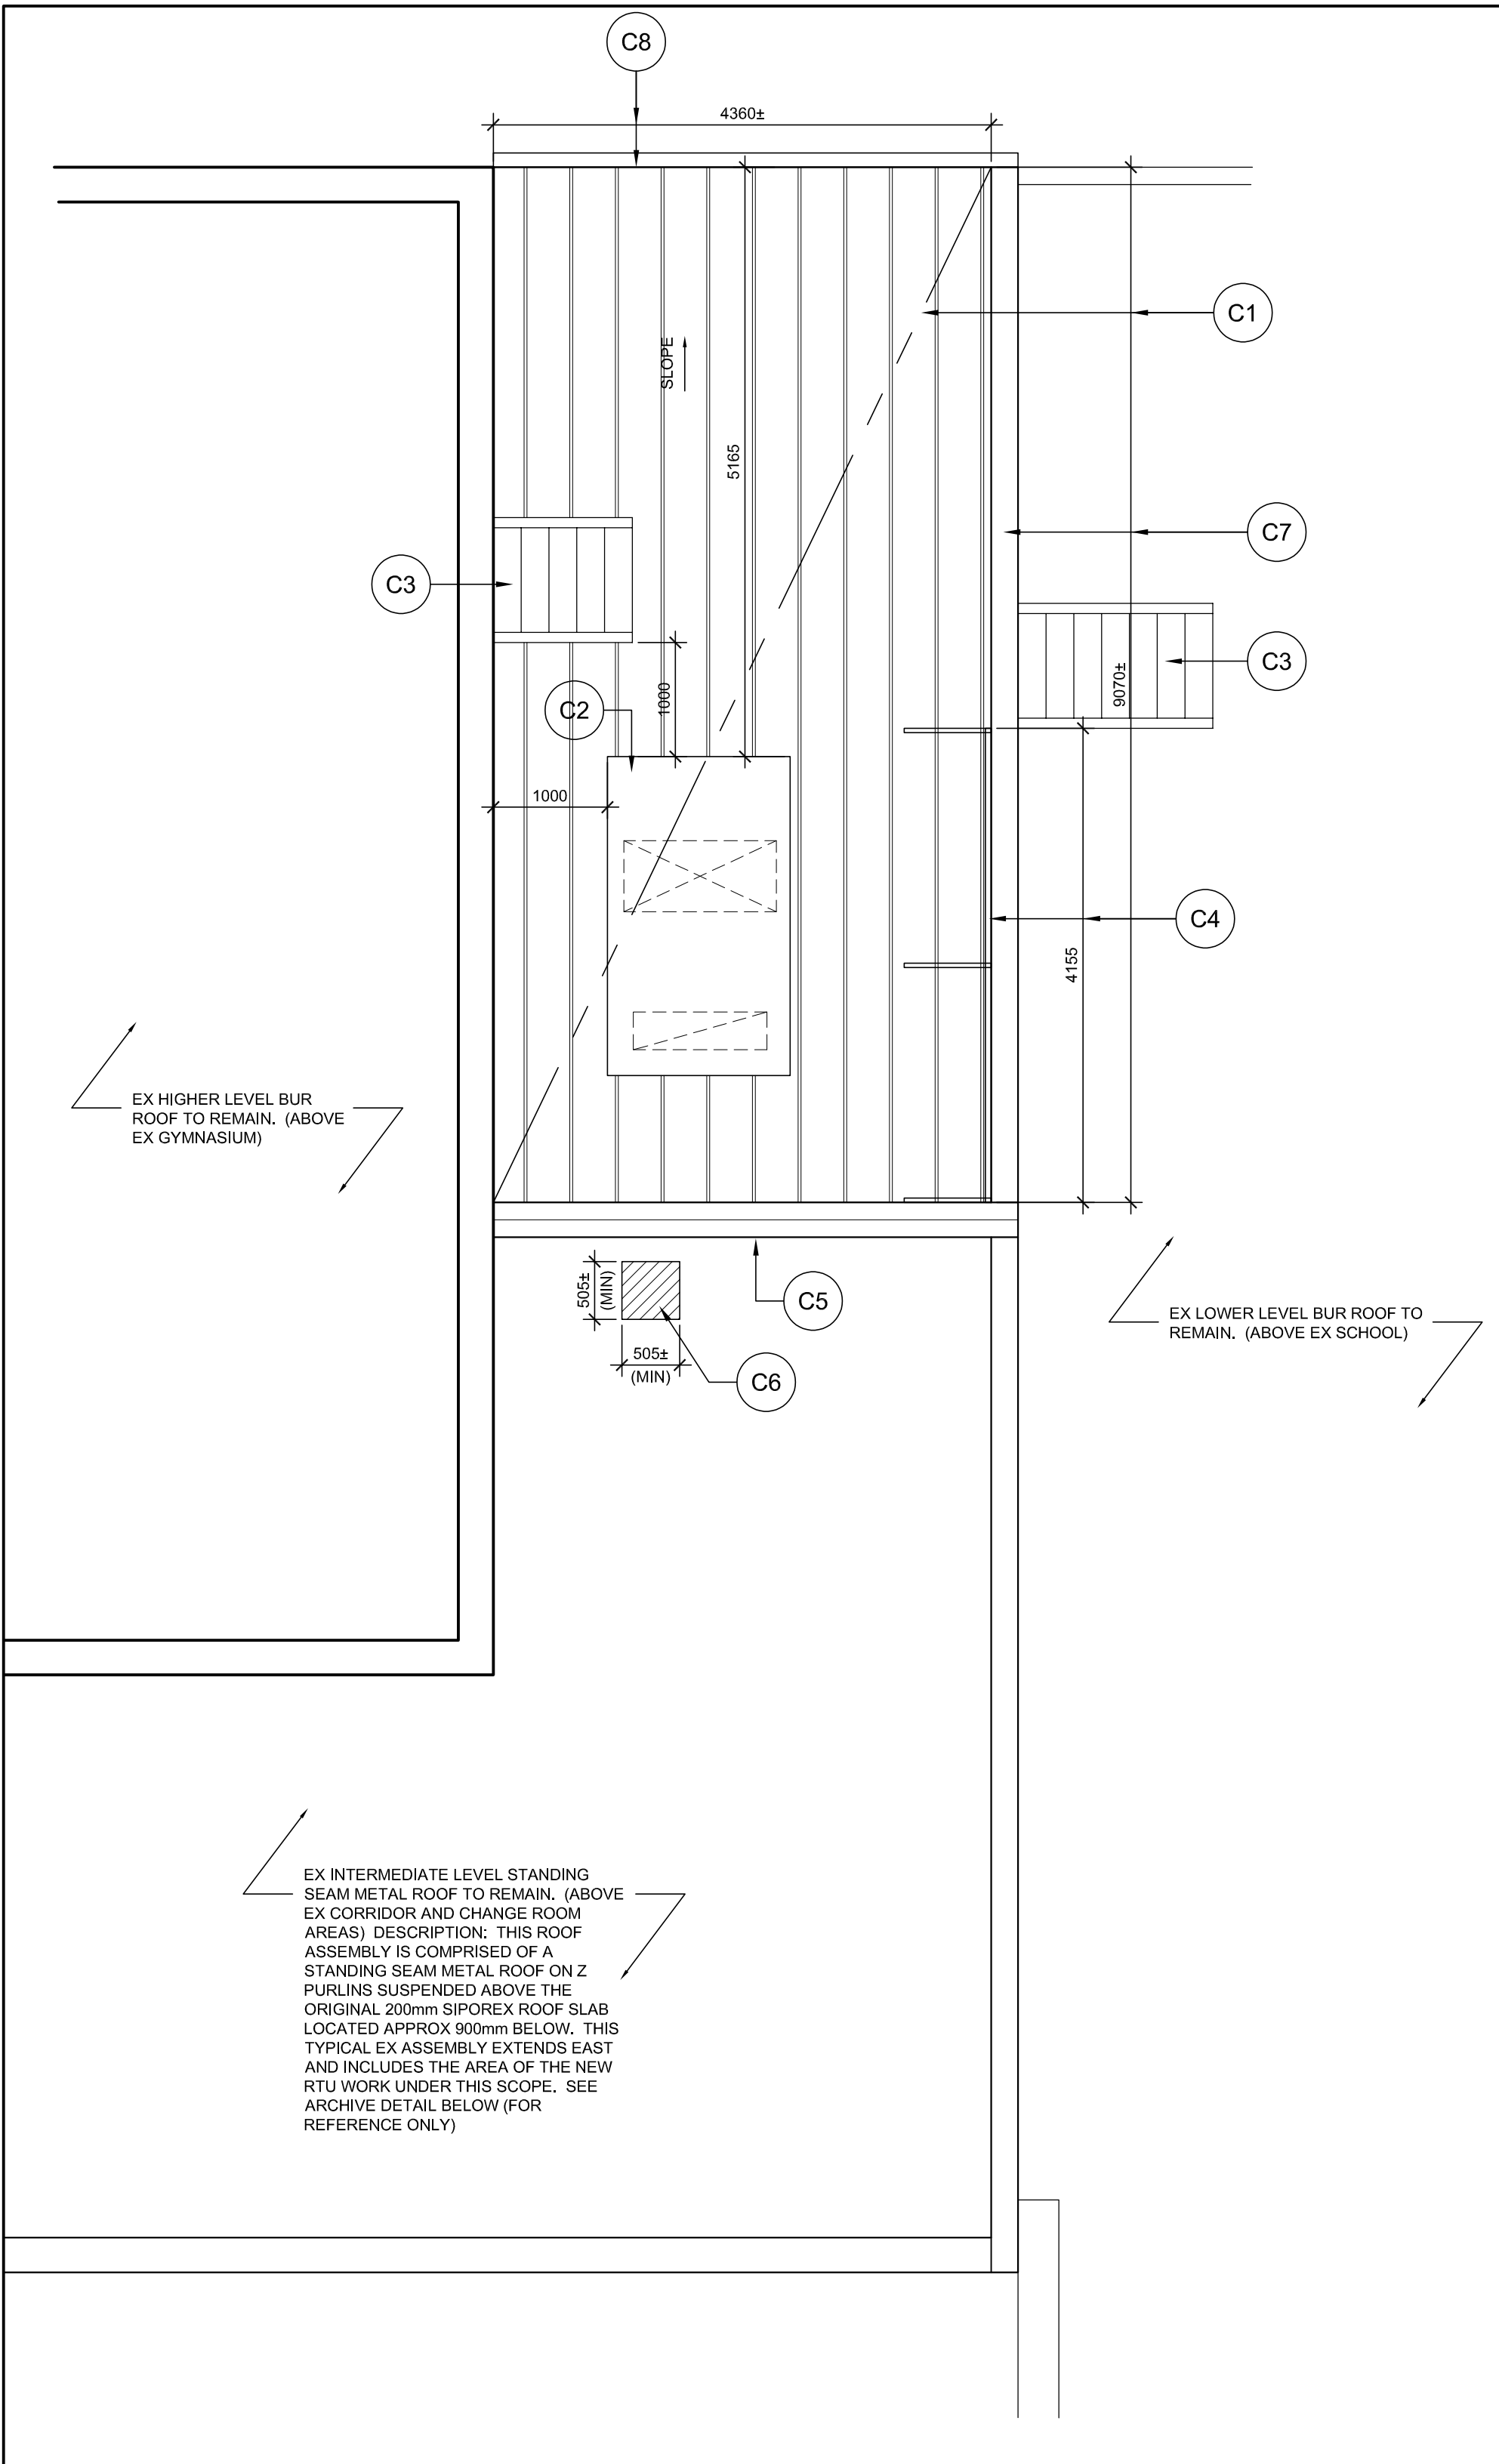 C8
4360±
C1
SLOPE
5165
C7
C3
C3
9070±
1000
C2
1000
C4
4155
EX HIGHER LEVEL BUR
ROOF TO REMAIN. (ABOVE
EX GYMNASIUM)
505±
(MIN)
C5
EX LOWER LEVEL BUR ROOF TO
REMAIN. (ABOVE EX SCHOOL)
505±
(MIN)
C6
EX INTERMEDIATE LEVEL STANDING
SEAM METAL ROOF TO REMAIN. (ABOVE
EX CORRIDOR AND CHANGE ROOM
AREAS) DESCRIPTION: THIS ROOF
ASSEMBLY IS COMPRISED OF A
STANDING SEAM METAL ROOF ON Z
PURLINS SUSPENDED ABOVE THE
ORIGINAL 200mm SIPOREX ROOF SLAB
LOCATED APPROX 900mm BELOW. THIS
TYPICAL EX ASSEMBLY EXTENDS EAST
AND INCLUDES THE AREA OF THE NEW
RTU WORK UNDER THIS SCOPE. SEE
ARCHIVE DETAIL BELOW (FOR
REFERENCE ONLY)